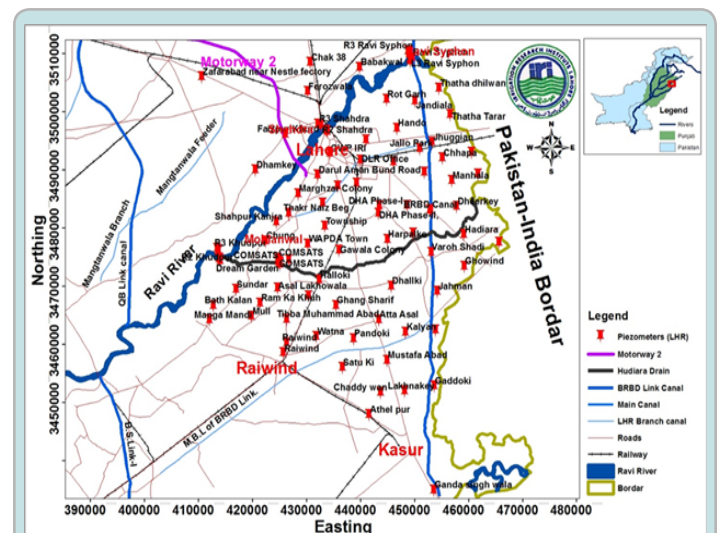 R3 Ravi Syphon
Motorway 2
Chak 38
Babakwal
Ravi Syphon
Zafarabad near Nestle fectory
Ferozwala
Thatha dhilwan
Rot Garh
Jandiala
Thatha Tarar
R3 Shahdra
R2 Shahdra
Hando
Jallo Park
Jhuggian
Lahore
DLR Office
Chhapa
Dhamkey
Darul Aman Bund Road
Manhala
Marghzar Colony
Thakr Naiz Beg
DHA Phase-I,
BRBD Canal
Dhearkey
DHA Phase-II,
Shahpur Kanjra
Township
Hadiara
Chung
WAPDA Town
Harpalke
R3 Khudpur
COMSATS
COMSATS
COMSATS
Gawala Colony
Varoh Shadi
Dream Garden
Ghowind
Halloki
Sundar
Asal Lakhowala
Dhallki
Jahman
Bath Kalan
Ram Ka Khuh
Ghang Sharif
Manga Mandi
Mull
Tibba Muhammad Abad
Atta Asal
Raiwind
Watna
Pandoki
Kalyan
Raiwind
Raiwind
Satu Ki
Mustafa Abad
Chaddy wan
Lakhnakey
Gaddoki
Athel pur
Kasur
Ganda singh wala
Mangtanwala Feeder
Mangtanwala Branch
QB Link canal
Ravi River
B.S.Link-I
M.B.L of BRBD Link.
Pakistan-India Bordar
Northing
3510000
3500000
3490000
3480000
3470000
3460000
3450000
390000 400000 410000 420000 430000 440000 450000 460000 470000 480000
Easting
IRRIGATION RESEARCH INSTITUTE LAHORE
iri
N
W E
S
Legend
Rivers
Punjab
Pakistan
Legend
Piezometers (LHR)
Motorway 2
Hudiara Drain
BRBD Link Canal
Main Canal
LHR Branch canal
Roads
Railway
Ravi River
Bordar